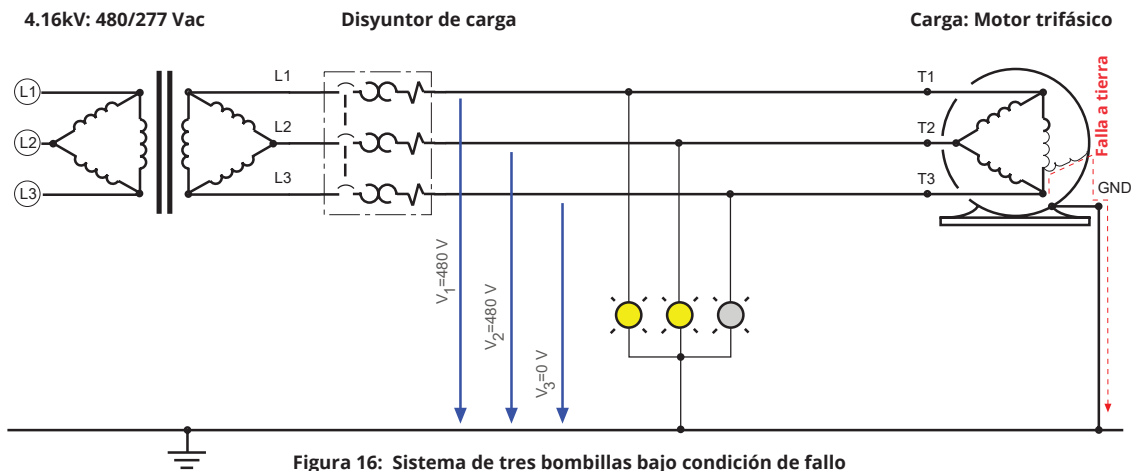 4.16kV: 480/277 Vac
Disyuntor de carga
Carga: Motor trifásico
L1
L1
T1
L2
L2
T2
L3
L3
T3
Falla a tierra
GND
V1=480 V
V2=480 V
V3=0 V
Figura 16: Sistema de tres bombillas bajo condición de fallo